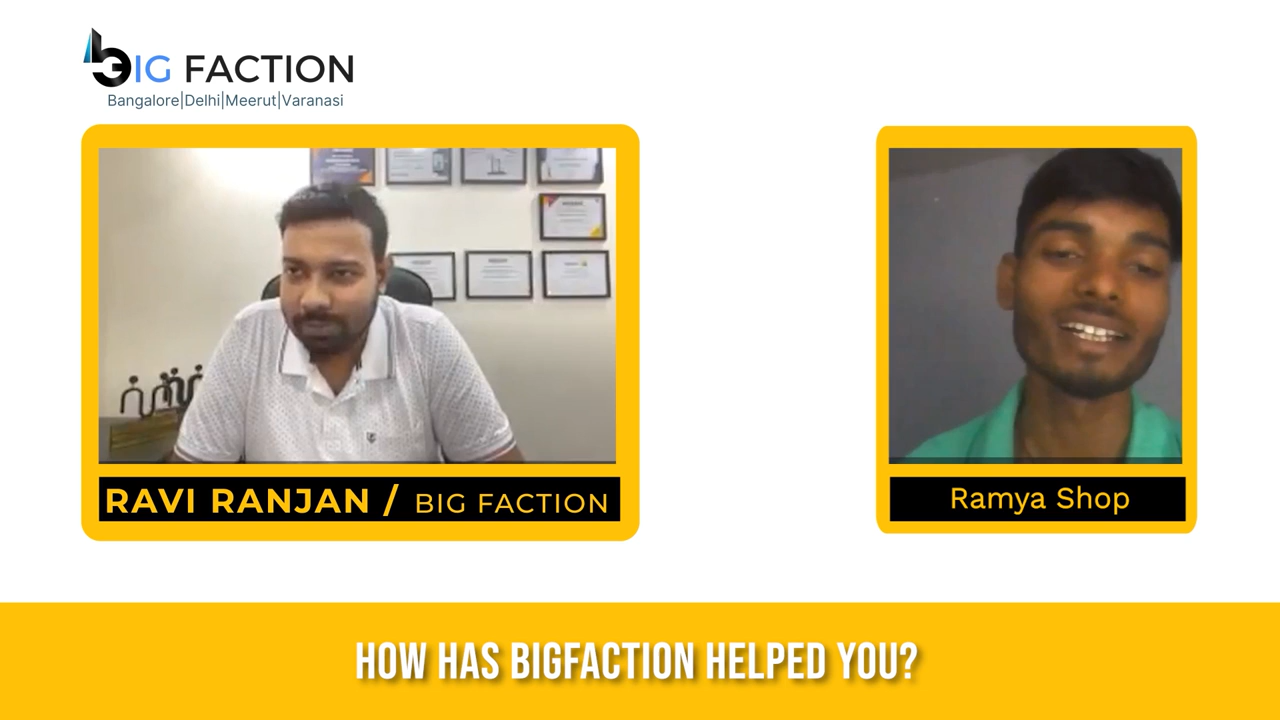 BIG FACTION
Bangalore|Delhi|Meerut|Varanasi
RAVI RANJAN / BIG FACTION
Ramya Shop
HOW HAS BIGFACTION HELPED YOU?